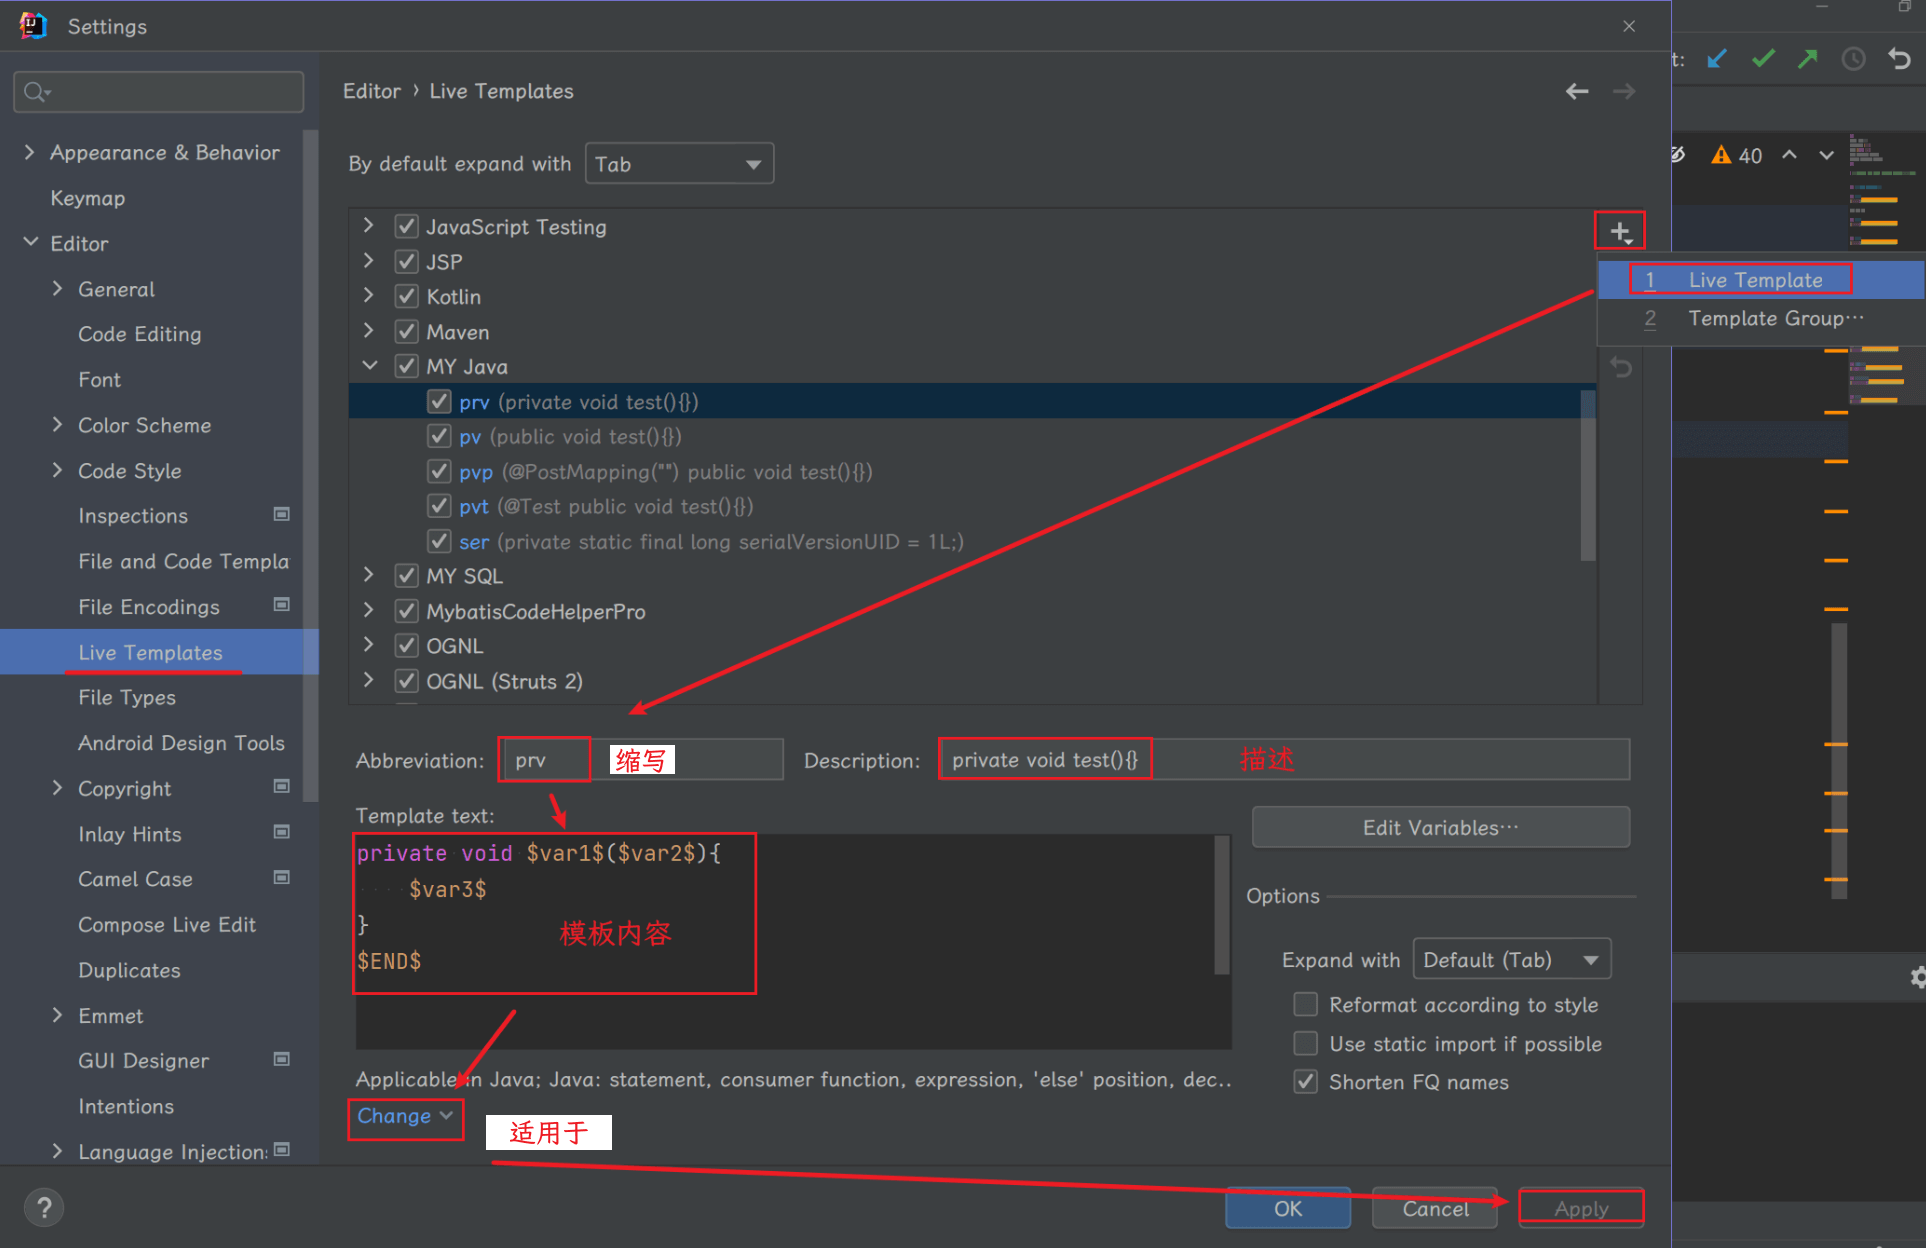 Settings
Editor › Live Templates
t:
Appearance & Behavior
Keymap
Editor
General
Code Editing
Font
Color Scheme
Code Style
Inspections
File and Code Templa
File Encodings
Live Templates
File Types
Android Design Tools
Copyright
Inlay Hints
Camel Case
Compose Live Edit
Duplicates
Emmet
GUI Designer
Intentions
Language Injection
By default expand with Tab
40
JavaScript Testing
JSP
Kotlin
Maven
MY Java
prv (private void test(){})
pv (public void test(){})
pvp (@PostMapping("") public void test(){})
pvt (@Test public void test(){})
ser (private static final long serialVersionUID = 1L;)
MY SQL
MybatisCodeHelperPro
OGNL
OGNL (Struts 2)
1 Live Template
2 Template Group…
Abbreviation: prv 缩写 Description: private void test(){} 描述
Template text:
Edit Variables…
private void $var1$($var2$){
$var3$
}
$END$
模板内容
Options
Expand with Default (Tab)
Reformat according to style
Use static import if possible
Shorten FQ names
Applicable in Java; Java: statement, consumer function, expression, 'else' position, dec..
Change 适用于
? OK Cancel Apply